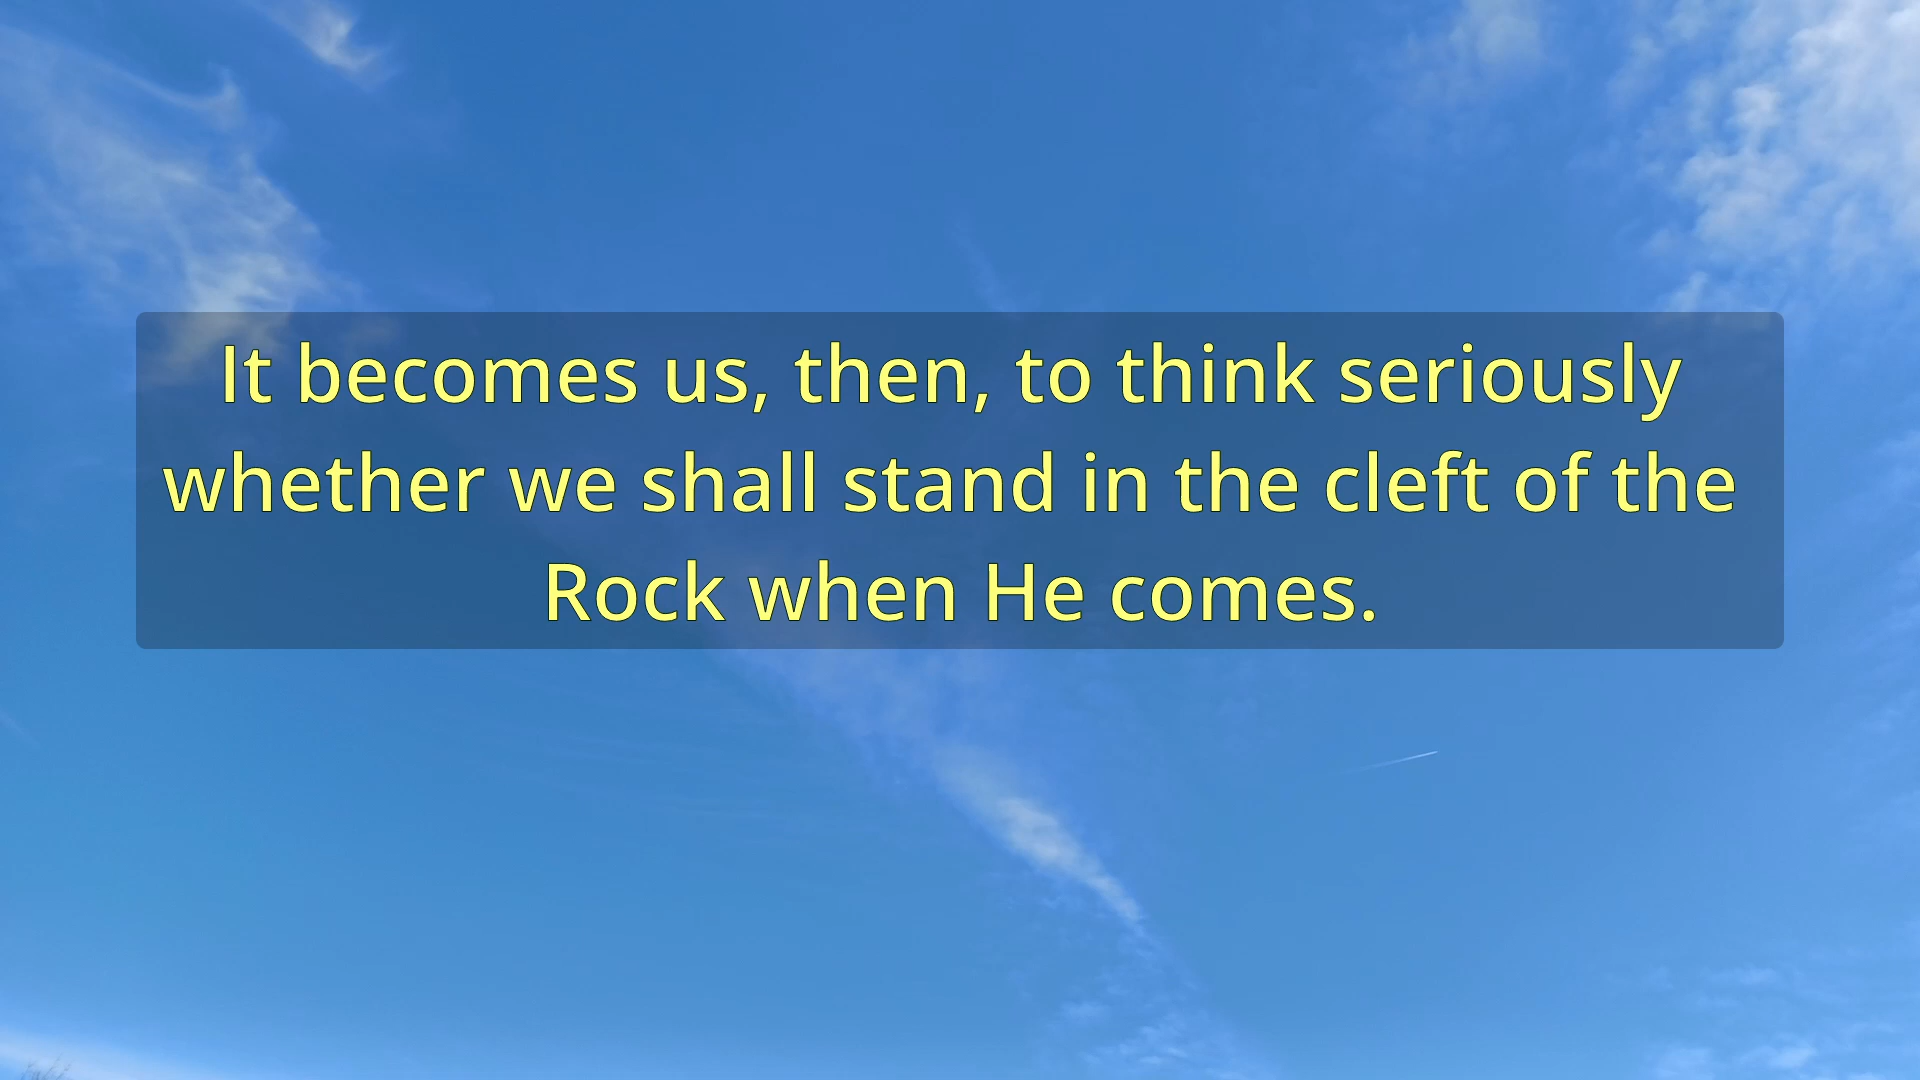 It becomes us, then, to think seriously
whether we shall stand in the cleft of the
Rock when He comes.